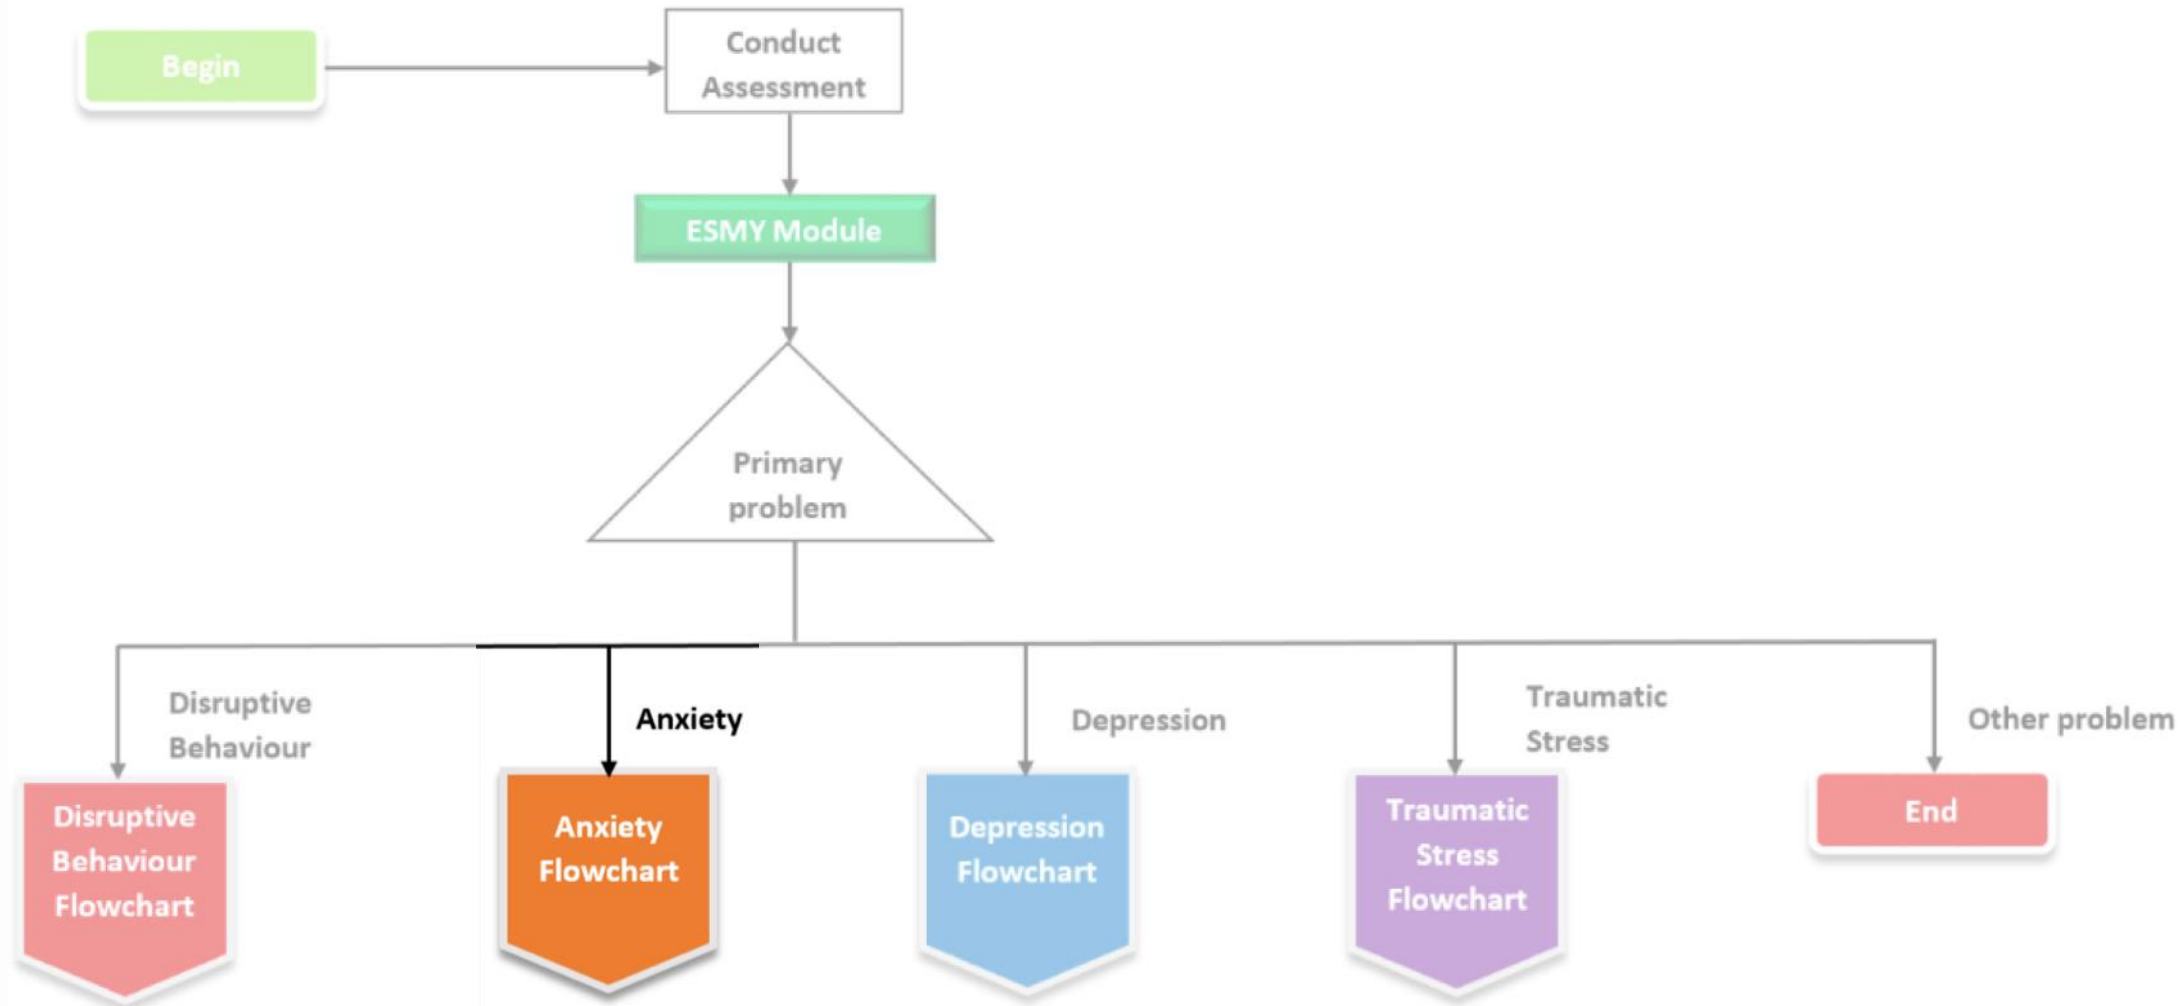 Begin
Conduct
Assessment
ESMY Module
Primary
problem
Disruptive
Behaviour
Anxiety
Depression
Traumatic
Stress
Other problem
Disruptive
Behaviour
Flowchart
Anxiety
Flowchart
Depression
Flowchart
Traumatic
Stress
Flowchart
End